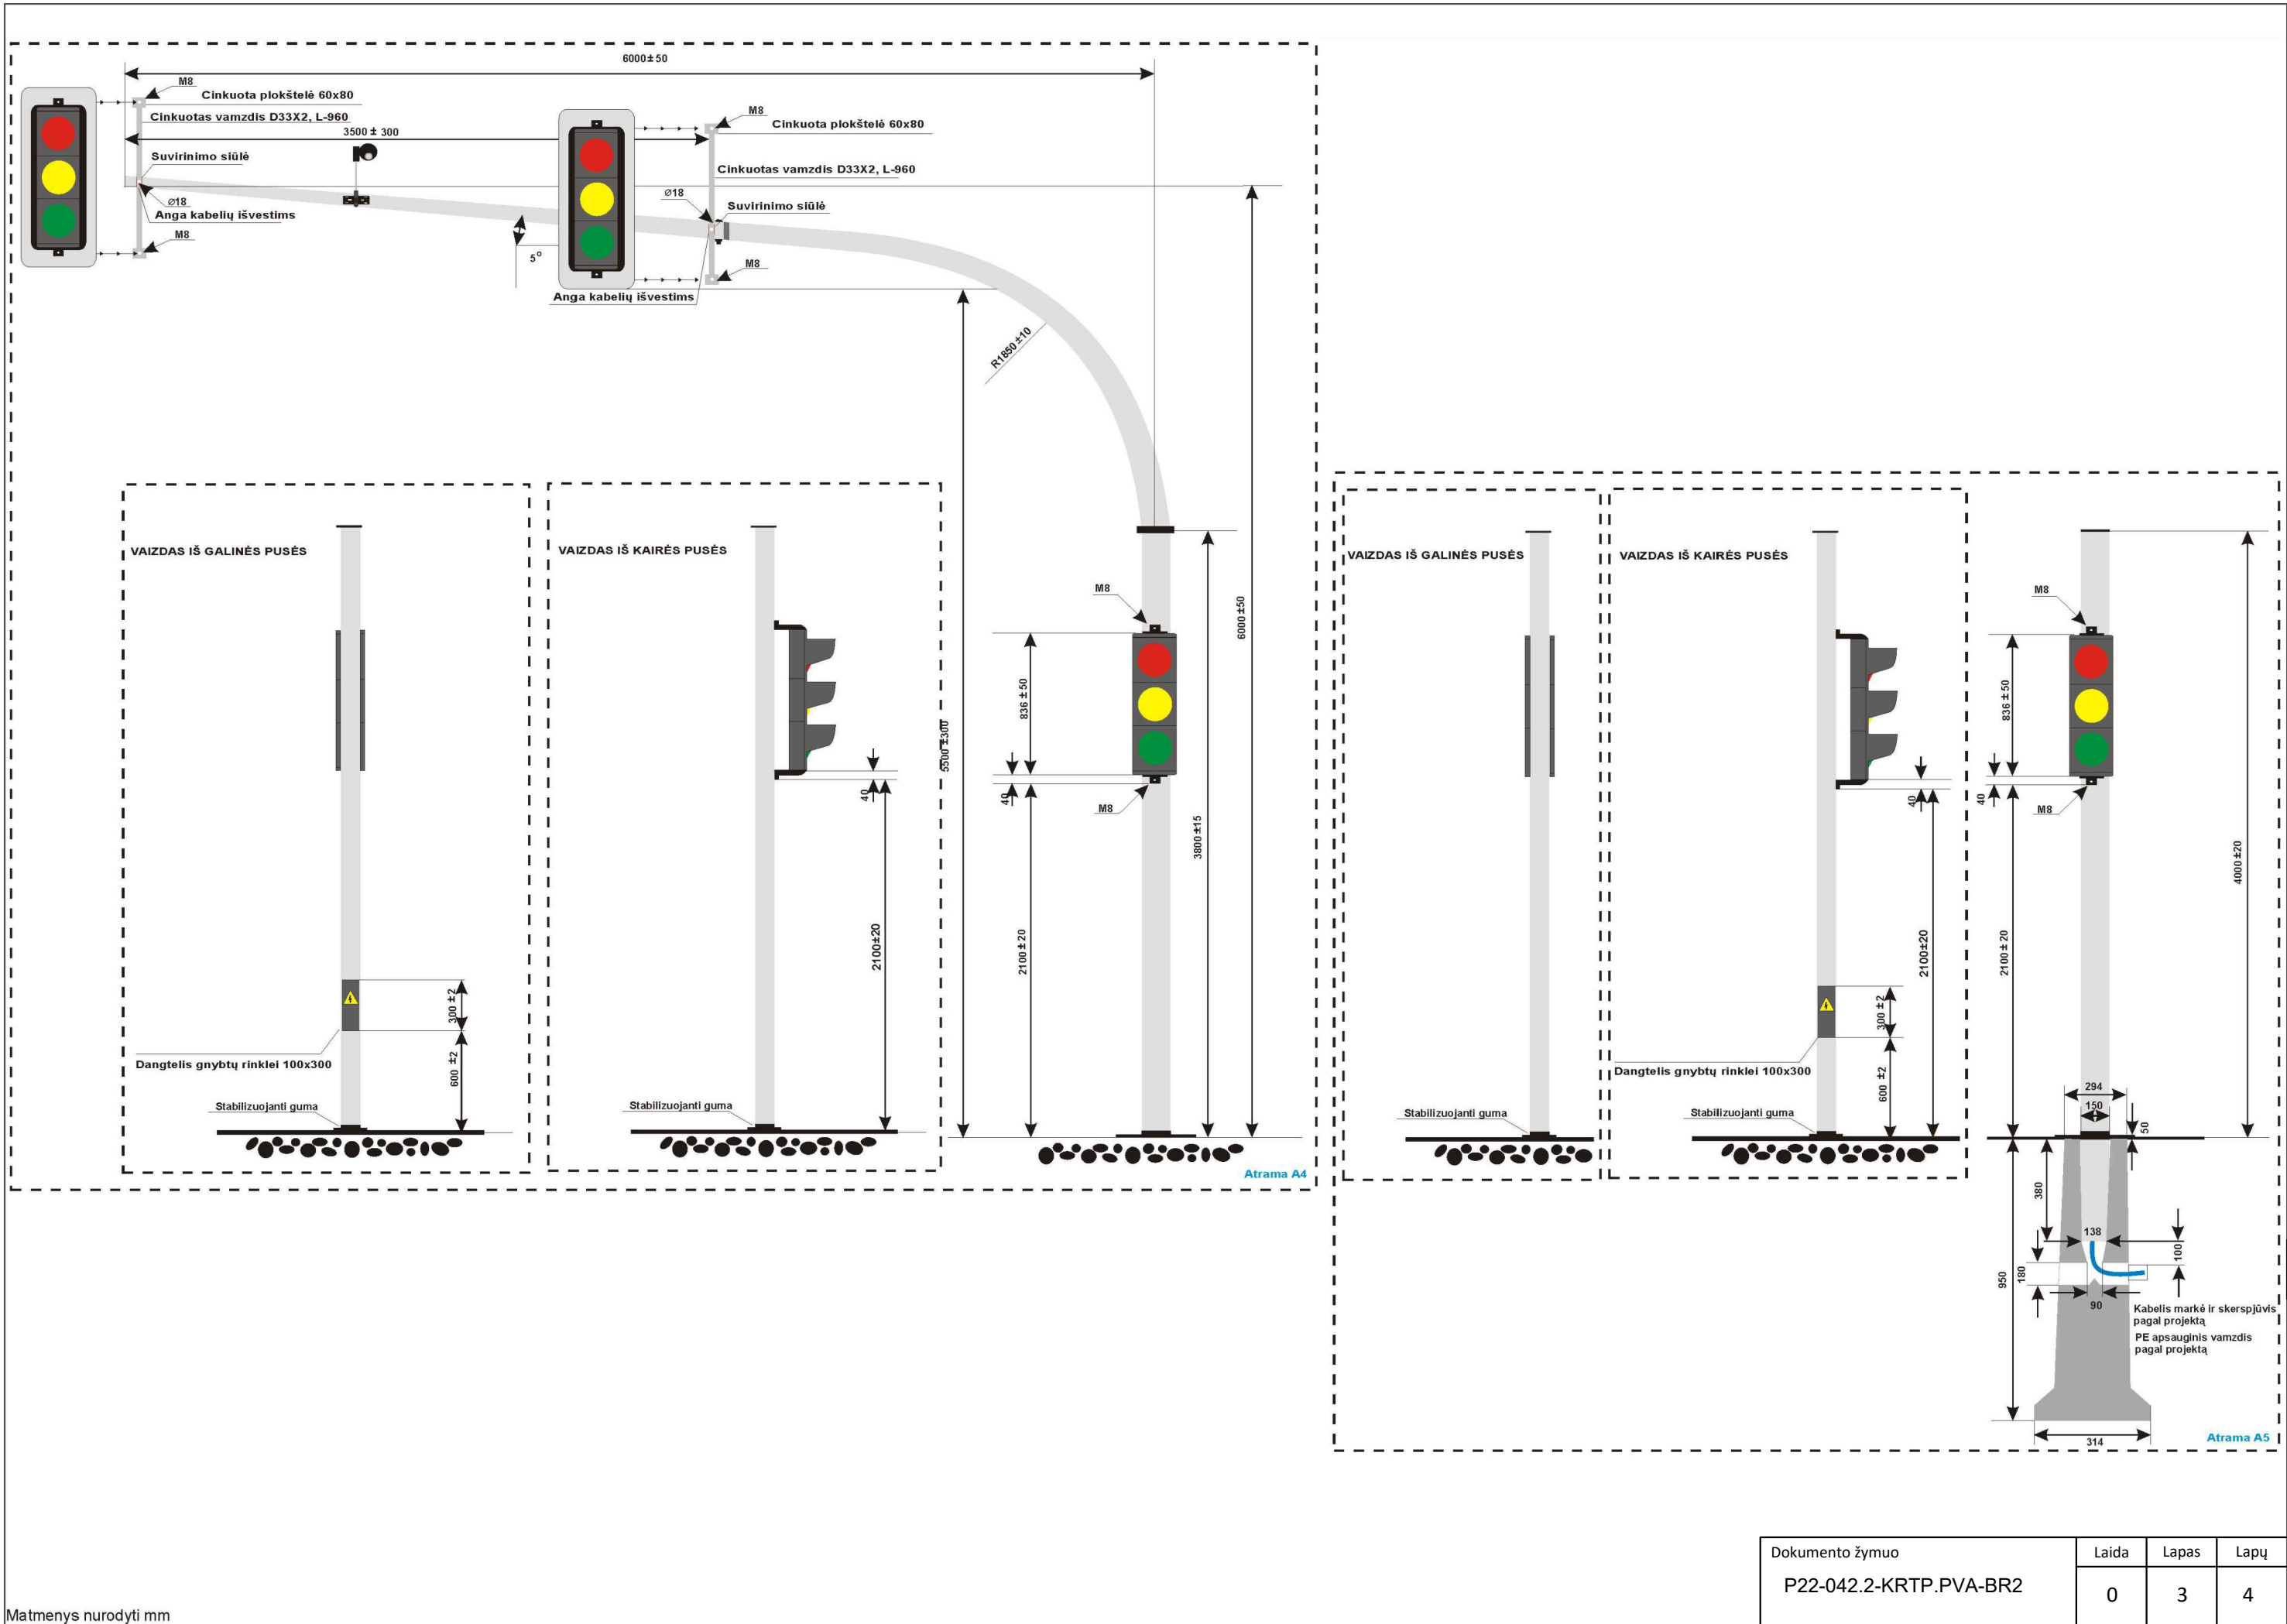 6000±50
M8
Cinkuota plokštelė 60x80
Cinkuotas vamzdis D33X2, L-960
3500 ± 300
Suvirinimo siūlė
Ø18
Anga kabelių išvestims
M8
M8
Cinkuota plokštelė 60x80
Cinkuotas vamzdis D33X2, L-960
Ø18
Suvirinimo siūlė
5°
M8
Anga kabelių išvestims
R1850±10
6000±50
5500 ±300
3800±15
M8
836 ± 50
40
M8
2100±20
VAIZDAS IŠ GALINĖS PUSĖS
300 ±2
600 ±2
Dangtelis gnybtų rinklei 100x300
Stabilizuojanti guma
VAIZDAS IŠ KAIRĖS PUSĖS
40
2100±20
Stabilizuojanti guma
Atrama A4
VAIZDAS IŠ GALINĖS PUSĖS
Stabilizuojanti guma
VAIZDAS IŠ KAIRĖS PUSĖS
40
2100±20
300 ±2
600 ±2
Dangtelis gnybtų rinklei 100x300
Stabilizuojanti guma
M8
836 ± 50
40
M8
4000±20
2100± 20
294
150
50
380
138
100
950
180
90
Kabelis markė ir skerspjūvis
pagal projektą
PE apsauginis vamzdis
pagal projektą
314
Atrama A5
Dokumento žymuo
Laida
Lapas
Lapų
P22-042.2-KRTP.PVA-BR2
0
3
4
Matmenys nurodyti mm